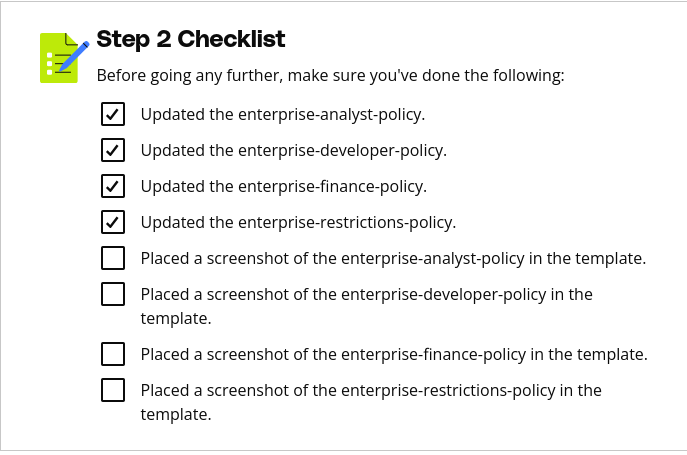 Step 2 Checklist
Before going any further, make sure you've done the following:
Updated the enterprise-analyst-policy.
Updated the enterprise-developer-policy.
Updated the enterprise-finance-policy.
Updated the enterprise-restrictions-policy.
Placed a screenshot of the enterprise-analyst-policy in the template.
Placed a screenshot of the enterprise-developer-policy in the
template.
Placed a screenshot of the enterprise-finance-policy in the template.
Placed a screenshot of the enterprise-restrictions-policy in the
template.